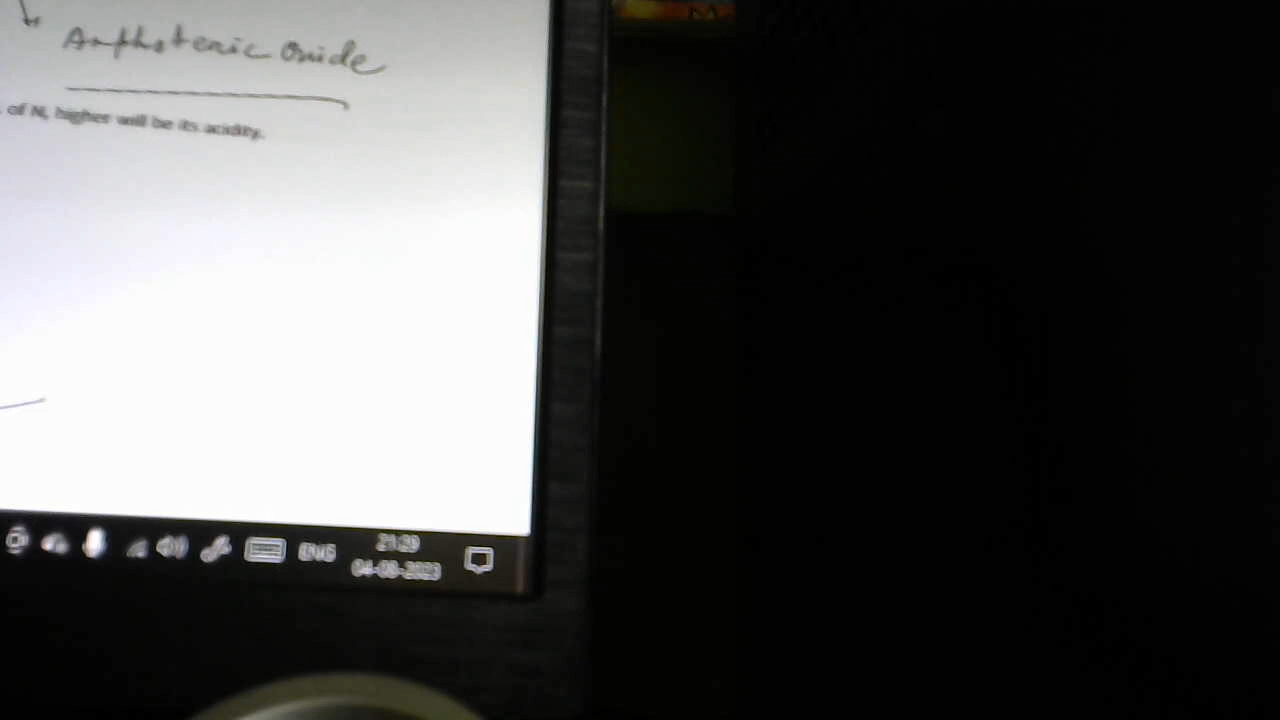 Amphoteric Oxide
of N, higher will be its acidity.
ENG
21:29
04-08-2023